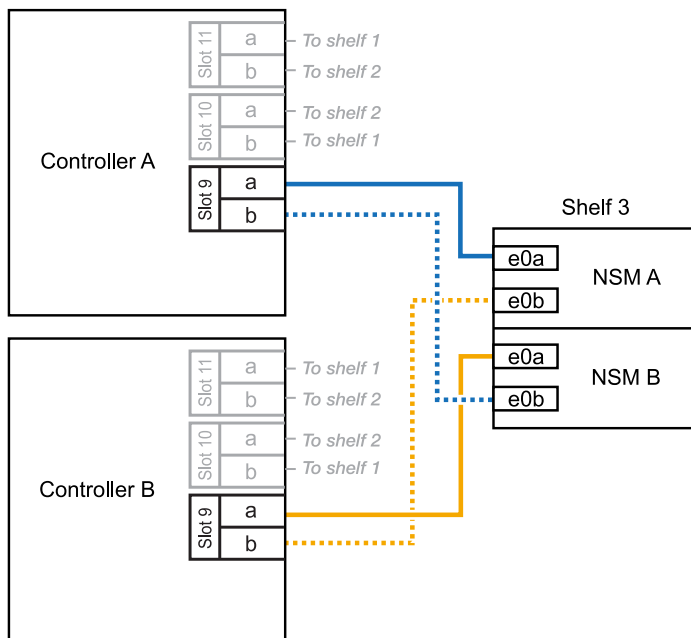 Controller A
Slot 11
a
To shelf 1
b
To shelf 2
Slot 10
a
To shelf 2
b
To shelf 1
Slot 9
a
b
Shelf 3
e0a
NSM A
e0b
e0a
NSM B
e0b
Controller B
Slot 11
a
To shelf 1
b
To shelf 2
Slot 10
a
To shelf 2
b
To shelf 1
Slot 9
a
b